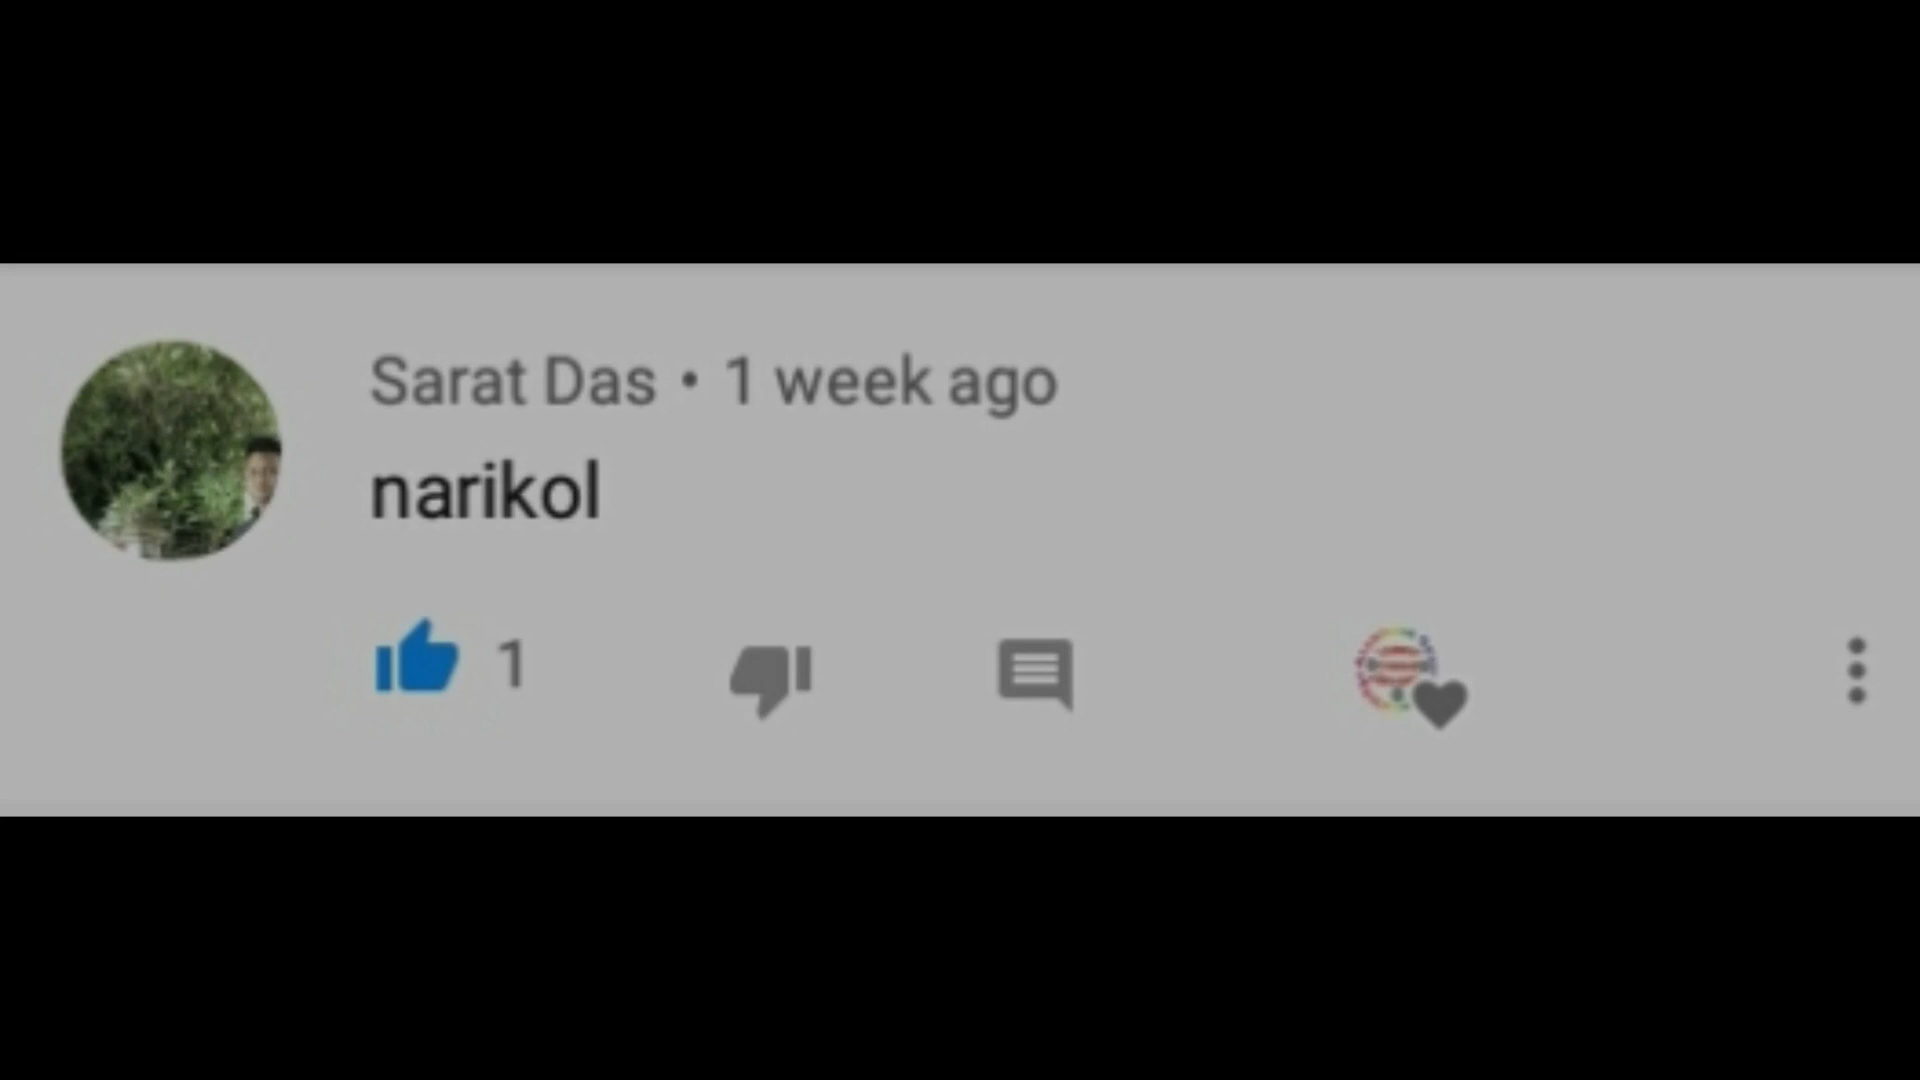 Sarat Das • 1 week ago
narikol
1